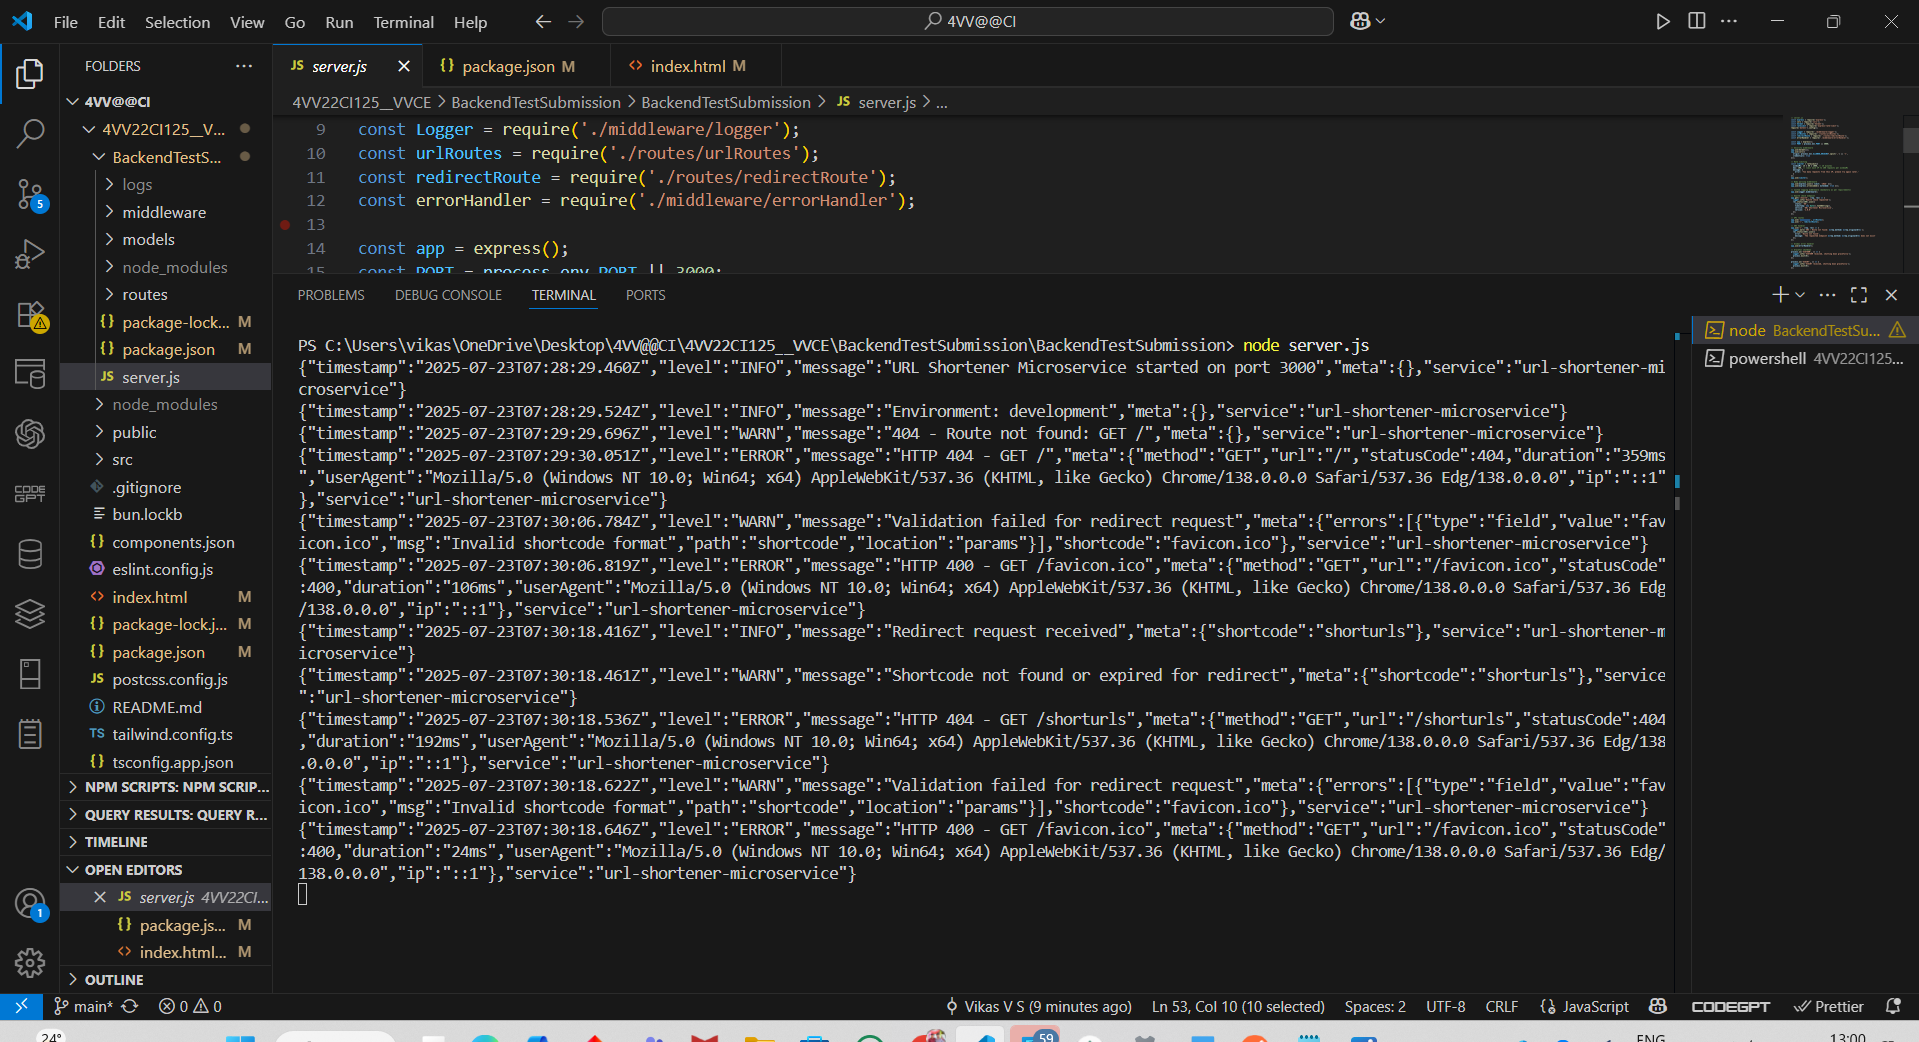 File Edit Selection View Go Run Terminal Help
4VV@@CI
FOLDERS
4VV@@CI
4VV22CI125__V...
BackendTestS...
logs
middleware
models
node_modules
routes
package-lock... M
package.json M
server.js
node_modules
public
src
.gitignore
bun.lockb
components.json
eslint.config.js
index.html M
package-lock.j... M
package.json M
postcss.config.js
README.md
tailwind.config.ts
tsconfig.app.json
NPM SCRIPTS: NPM SCRIP...
QUERY RESULTS: QUERY R...
TIMELINE
OPEN EDITORS
server.js 4VV22CI...
package.js... M
index.html... M
OUTLINE
5
1
CODE
GPT
JS server.js
{} package.json M
<> index.html M
4VV22CI125__VVCE > BackendTestSubmission > BackendTestSubmission > JS server.js > ...
9 const Logger = require('./middleware/logger');
10 const urlRoutes = require('./routes/urlRoutes');
11 const redirectRoute = require('./routes/redirectRoute');
12 const errorHandler = require('./middleware/errorHandler');
13
14 const app = express();
15 const PORT = process.env.PORT || 3000;
PROBLEMS DEBUG CONSOLE TERMINAL PORTS
PS C:\Users\vikas\OneDrive\Desktop\4VV@@CI\4VV22CI125__VVCE\BackendTestSubmission\BackendTestSubmission> node server.js
{"timestamp":"2025-07-23T07:28:29.460Z","level":"INFO","message":"URL Shortener Microservice started on port 3000","meta":{},"service":"url-shortener-mi
croservice"}
{"timestamp":"2025-07-23T07:28:29.524Z","level":"INFO","message":"Environment: development","meta":{},"service":"url-shortener-microservice"}
{"timestamp":"2025-07-23T07:29:29.696Z","level":"WARN","message":"404 - Route not found: GET /","meta":{},"service":"url-shortener-microservice"}
{"timestamp":"2025-07-23T07:29:30.051Z","level":"ERROR","message":"HTTP 404 - GET /","meta":{"method":"GET","url":"/","statusCode":404,"duration":"359ms
","userAgent":"Mozilla/5.0 (Windows NT 10.0; Win64; x64) AppleWebKit/537.36 (KHTML, like Gecko) Chrome/138.0.0.0 Safari/537.36 Edg/138.0.0.0","ip":"::1"
},"service":"url-shortener-microservice"}
{"timestamp":"2025-07-23T07:30:06.784Z","level":"WARN","message":"Validation failed for redirect request","meta":{"errors":[{"type":"field","value":"fav
icon.ico","msg":"Invalid shortcode format","path":"shortcode","location":"params"}],"shortcode":"favicon.ico"},"service":"url-shortener-microservice"}
{"timestamp":"2025-07-23T07:30:06.819Z","level":"ERROR","message":"HTTP 400 - GET /favicon.ico","meta":{"method":"GET","url":"/favicon.ico","statusCode"
:400,"duration":"106ms","userAgent":"Mozilla/5.0 (Windows NT 10.0; Win64; x64) AppleWebKit/537.36 (KHTML, like Gecko) Chrome/138.0.0.0 Safari/537.36 Edg
/138.0.0.0","ip":"::1"},"service":"url-shortener-microservice"}
{"timestamp":"2025-07-23T07:30:18.416Z","level":"INFO","message":"Redirect request received","meta":{"shortcode":"shorturls"},"service":"url-shortener-m
icroservice"}
{"timestamp":"2025-07-23T07:30:18.461Z","level":"WARN","message":"Shortcode not found or expired for redirect","meta":{"shortcode":"shorturls"},"service
":"url-shortener-microservice"}
{"timestamp":"2025-07-23T07:30:18.536Z","level":"ERROR","message":"HTTP 404 - GET /shorturls","meta":{"method":"GET","url":"/shorturls","statusCode":404
,"duration":"192ms","userAgent":"Mozilla/5.0 (Windows NT 10.0; Win64; x64) AppleWebKit/537.36 (KHTML, like Gecko) Chrome/138.0.0.0 Safari/537.36 Edg/138
.0.0.0","ip":"::1"},"service":"url-shortener-microservice"}
{"timestamp":"2025-07-23T07:30:18.622Z","level":"WARN","message":"Validation failed for redirect request","meta":{"errors":[{"type":"field","value":"fav
icon.ico","msg":"Invalid shortcode format","path":"shortcode","location":"params"}],"shortcode":"favicon.ico"},"service":"url-shortener-microservice"}
{"timestamp":"2025-07-23T07:30:18.646Z","level":"ERROR","message":"HTTP 400 - GET /favicon.ico","meta":{"method":"GET","url":"/favicon.ico","statusCode"
:400,"duration":"24ms","userAgent":"Mozilla/5.0 (Windows NT 10.0; Win64; x64) AppleWebKit/537.36 (KHTML, like Gecko) Chrome/138.0.0.0 Safari/537.36 Edg/
138.0.0.0","ip":"::1"},"service":"url-shortener-microservice"}
node BackendTestSu...
powershell 4VV22CI125...
main* 0 0 Vikas V S (9 minutes ago) Ln 53, Col 10 (10 selected) Spaces: 2 UTF-8 CRLF {} JavaScript CODEGPT Prettier
24° 59 ENG 13:00